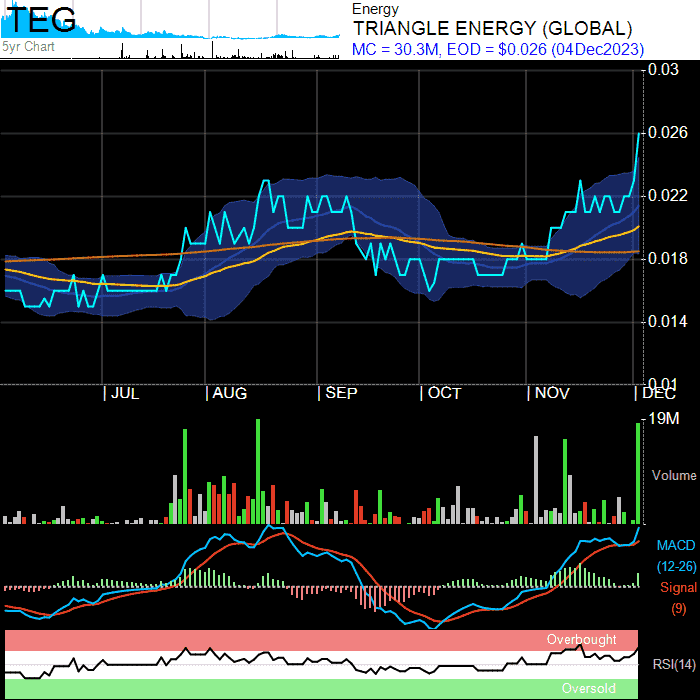 TEG
5yr Chart
Energy
TRIANGLE ENERGY (GLOBAL)
MC = 30.3M, EOD = $0.026 (04Dec2023)
0.03
0.026
0.022
0.018
0.014
0.01
JUL AUG SEP OCT NOV DEC
19M
Volume
MACD
(12-26)
Signal
(9)
Overbought
RSI(14)
Oversold